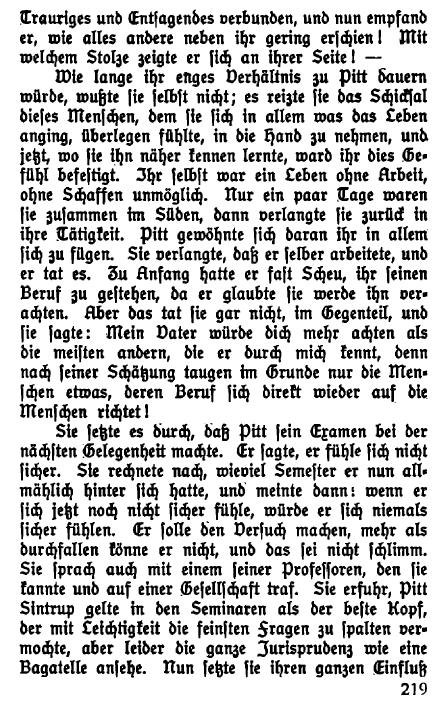 Trauriges und Entsagendes verbunden, und nun empfand
er, wie alles andere neben ihr gering erschien! Mit
welchem Stolze zeigte er sich an ihrer Seite! —
Wie lange ihr enges Verhältnis zu Pitt dauern
würde, wußte sie selbst nicht; es reizte sie das Schicksal
dieses Menschen, dem sie sich in allem was das Leben
anging, überlegen fühlte, in die Hand zu nehmen, und
jetzt, wo sie ihn näher kennen lernte, ward ihr dies Ge-
fühl befestigt. Ihr selbst war ein Leben ohne Arbeit,
ohne Schaffen unmöglich. Nur ein paar Tage waren
sie zusammen im Süden, dann verlangte sie zurück in
ihre Tätigkeit. Pitt gewöhnte sich daran ihr in allem
sich zu fügen. Sie verlangte, daß er selber arbeitete, und
er tat es. Zu Anfang hatte er fast Scheu, ihr seinen
Beruf zu gestehen, da er glaubte sie werde ihn ver-
achten. Aber das tat sie gar nicht, im Gegenteil, und
sie sagte: Mein Vater würde dich mehr achten als
die meisten andern, die er durch mich kennt, denn
nach seiner Schätzung taugen im Grunde nur die Men-
schen etwas, deren Beruf sich direkt wieder auf die
Menschen richtet!
Sie setzte es durch, daß Pitt sein Examen bei der
nächsten Gelegenheit machte. Er sagte, er fühle sich nicht
sicher. Sie rechnete nach, wieviel Semester er nun all-
mählich hinter sich hatte, und meinte dann: wenn er
sich jetzt noch nicht sicher fühle, würde er sich niemals
sicher fühlen. Er solle den Versuch machen, mehr als
durchfallen könne er nicht, und das sei nicht schlimm.
Sie sprach auch mit einem seiner Professoren, den sie
kannte und auf einer Gesellschaft traf. Sie erfuhr, Pitt
Sintrup gelte in den Seminaren als der beste Kopf,
der mit Leichtigkeit die feinsten Fragen zu spalten ver-
mochte, aber leider die ganze Jurisprudenz wie eine
Bagatelle ansehe. Nun setzte sie ihren ganzen Einfluß
219